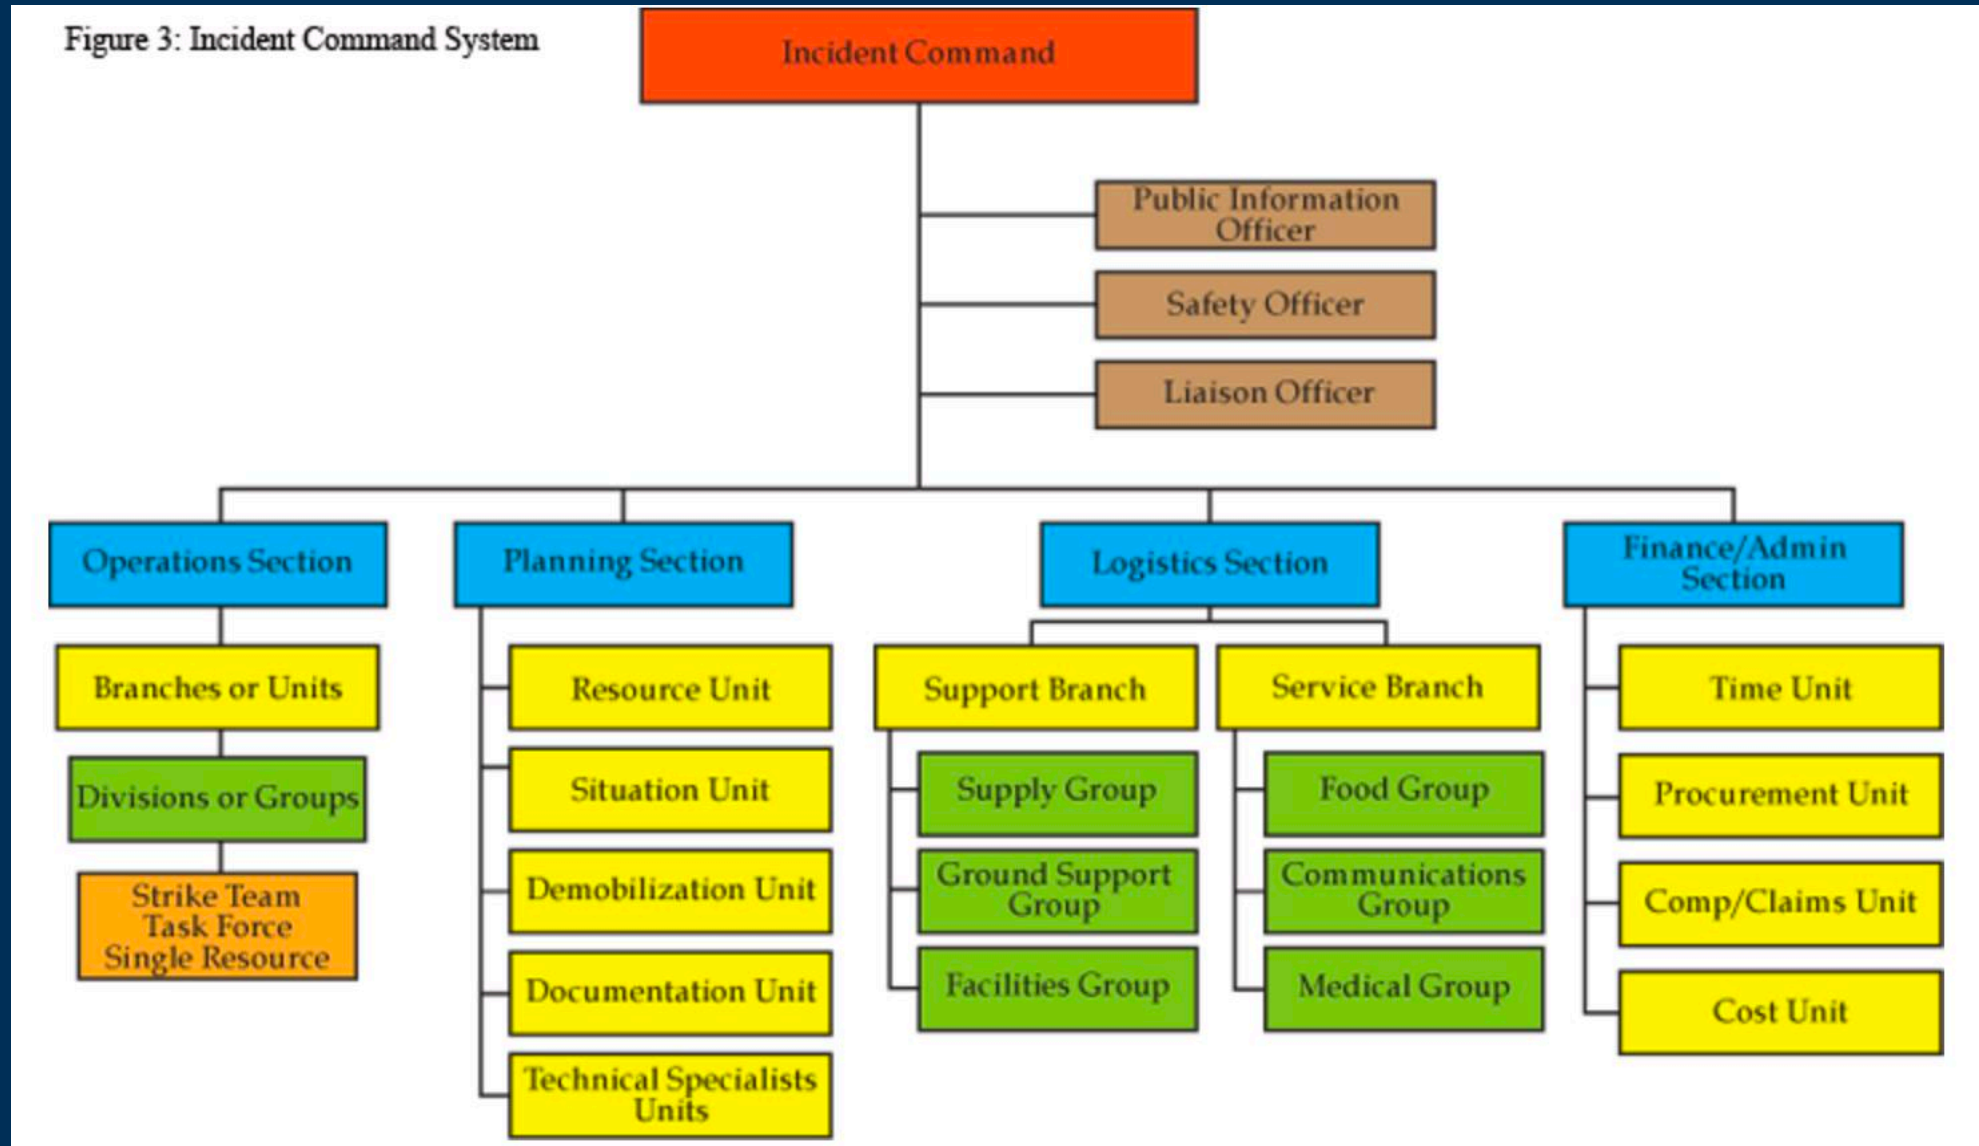 Figure 3: Incident Command System
Incident Command
Public Information
Officer
Safety Officer
Liaison Officer
Operations Section
Planning Section
Logistics Section
Finance/Admin
Section
Branches or Units
Divisions or Groups
Strike Team
Task Force
Single Resource
Resource Unit
Situation Unit
Demobilization Unit
Documentation Unit
Technical Specialists
Units
Support Branch
Supply Group
Ground Support
Group
Facilities Group
Service Branch
Food Group
Communications
Group
Medical Group
Time Unit
Procurement Unit
Comp/Claims Unit
Cost Unit